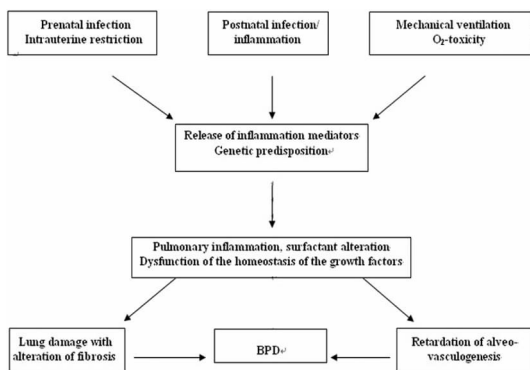 Prenatal infection
Intrauterine restriction
Postnatal infection/
inflammation
Mechanical ventilation
O₂-toxicity
Release of inflammation mediators
Genetic predisposition↵
Pulmonary inflammation, surfactant alteration
Dysfunction of the homeostasis of the growth factors
Lung damage with
alteration of fibrosis
BPD↵
Retardation of alveo-
vasculogenesis